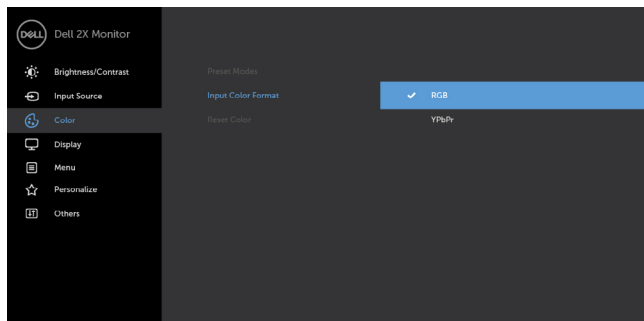 DELL Dell 2X Monitor
Brightness/Contrast
Input Source
Color
Display
Menu
Personalize
Others
Preset Modes
Input Color Format
Reset Color
RGB
YPbPr